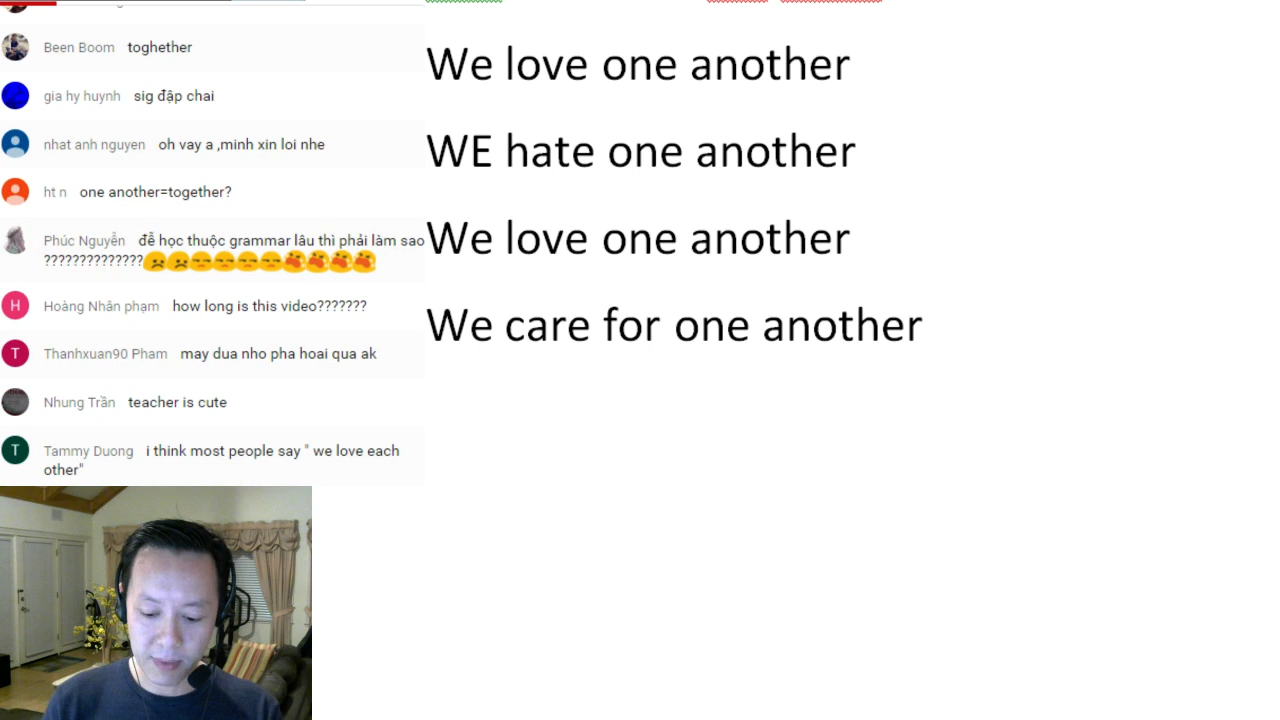 Been Boom toghether
gia hy huynh sig đập chai
nhat anh nguyen oh vay a ,minh xin loi nhe
ht n one another=together?
Phúc Nguyễn để học thuộc grammar lâu thì phải làm sao
??????????????
H Hoàng Nhân phạm how long is this video???????
T Thanhxuan90 Pham may dua nho pha hoai qua ak
Nhung Trần teacher is cute
T Tammy Duong i think most people say " we love each
other"
We love one another
WE hate one another
We love one another
We care for one another